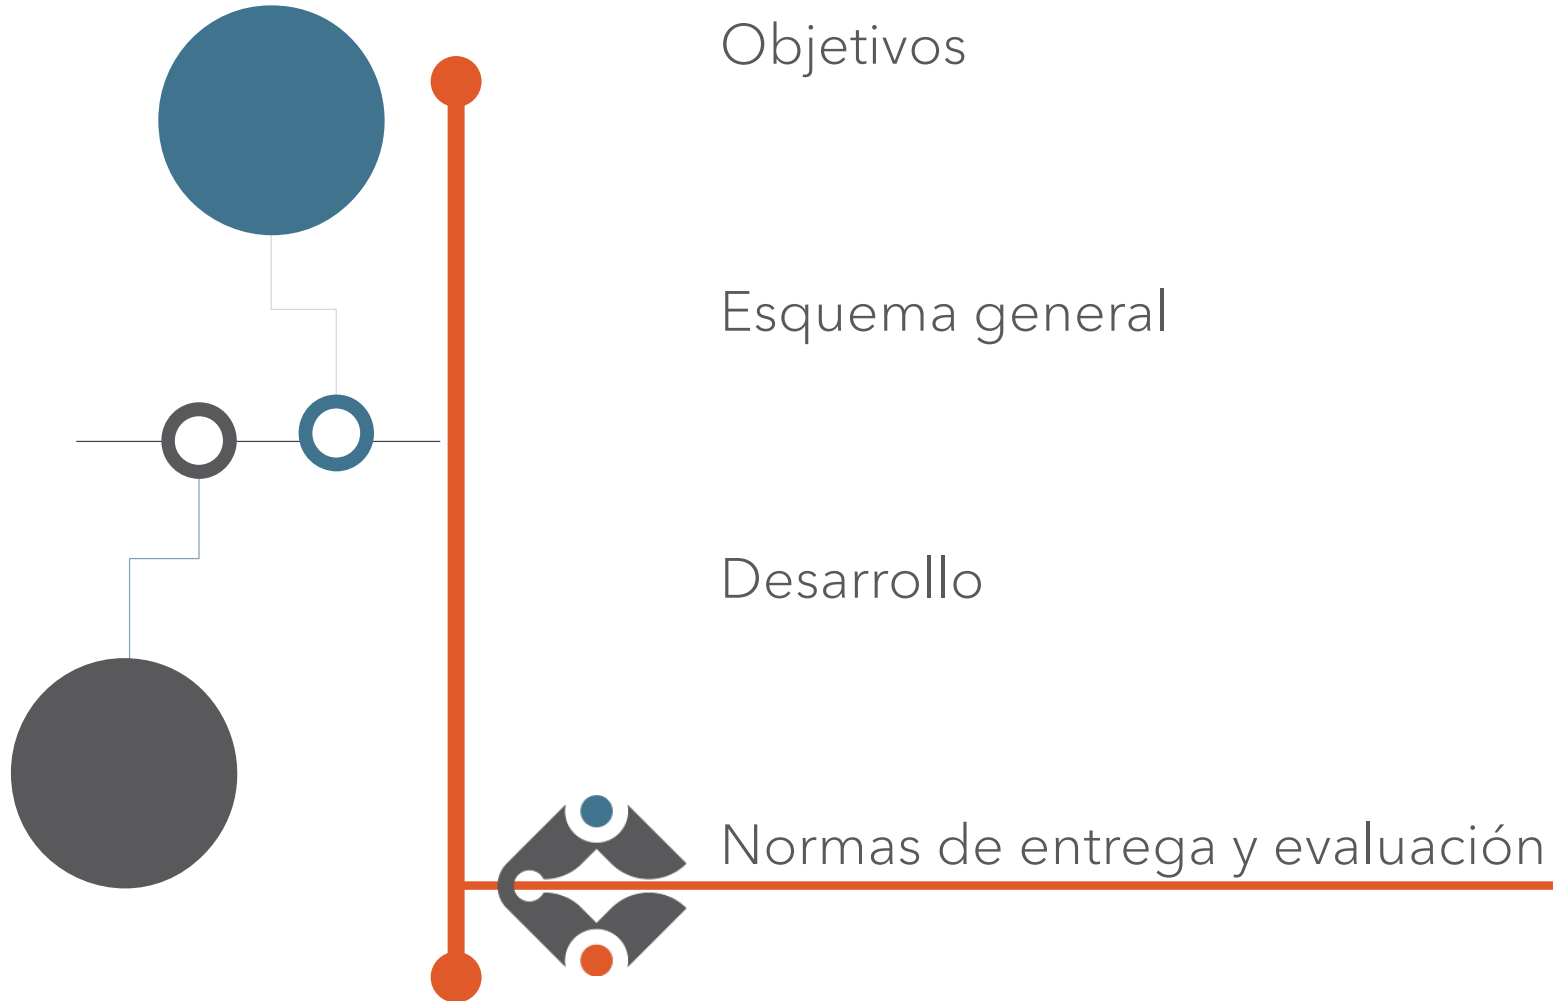 Objetivos
Esquema general
Desarrollo
Normas de entrega y evaluación